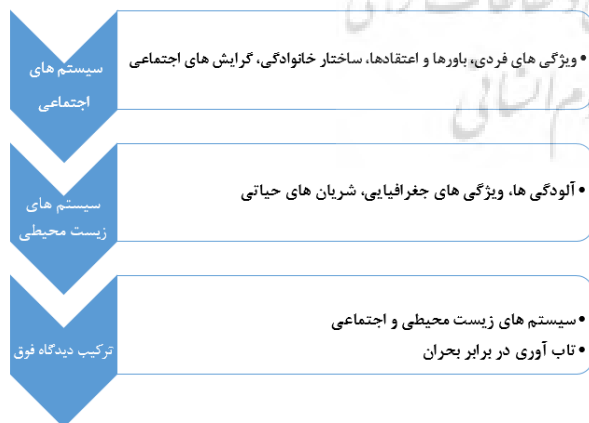 سیستم های
اجتماعی
• ویژگی های فردی، باورها و اعتقادها، ساختار خانوادگی، گرایش های اجتماعی
سیستم های
زیست محیطی
• آلودگی ها، ویژگی های جغرافیایی، شریان های حیاتی
ترکیب دیدگاه فوق
• سیستم های زیست محیطی و اجتماعی
• تاب آوری در برابر بحران